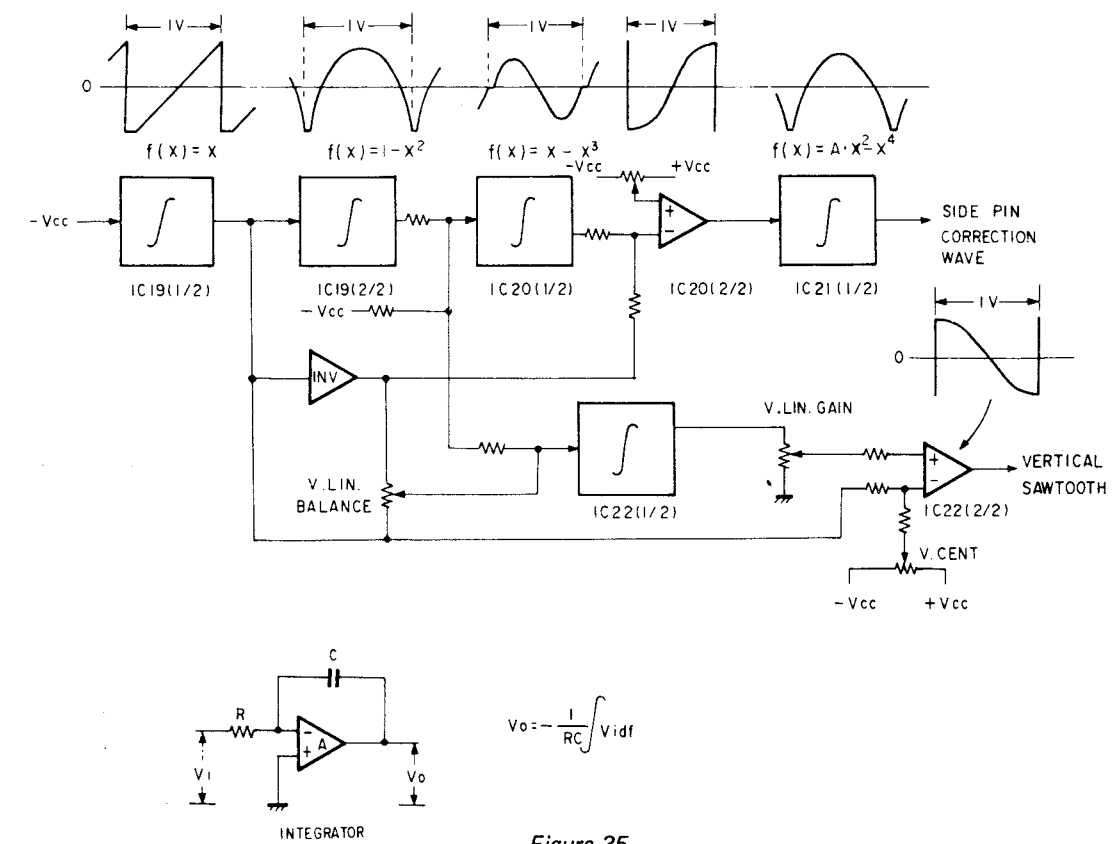 1V 1V 1V 1V
0
f(x) = x
f(x) = 1-x²
f(x) = x - x³
f(x) = A·x²-x⁴
-Vcc +Vcc
-Vcc
SIDE PIN
CORRECTION
WAVE
+
-
IC19(1/2)
IC19(2/2)
IC20(1/2)
IC20(2/2)
IC21(1/2)
-Vcc
1V
0
INV
V.LIN.GAIN
V.LIN.
BALANCE
IC22(1/2)
+
-
VERTICAL
SAWTOOTH
IC22(2/2)
V.CENT
-Vcc +Vcc
C
R
-
+
A
Vi
Vo
Vo=-1/RC∫Vidf
INTEGRATOR